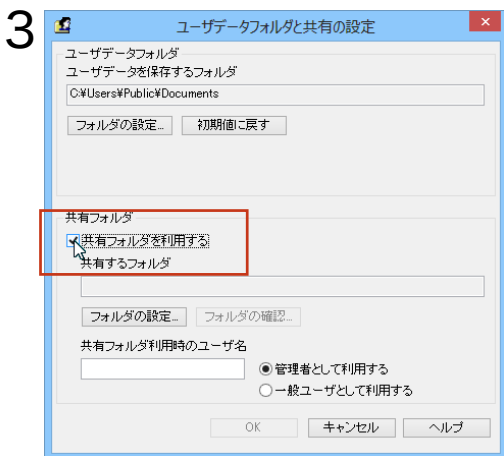 3
ユーザデータフォルダと共有の設定
ユーザデータフォルダ
ユーザデータを保存するフォルダ
C:¥Users¥Public¥Documents
フォルダの設定... 初期値に戻す
共有フォルダ
共有フォルダを利用する
共有するフォルダ
フォルダの設定... フォルダの確認...
共有フォルダ利用時のユーザ名
管理者として利用する
一般ユーザとして利用する
OK キャンセル ヘルプ